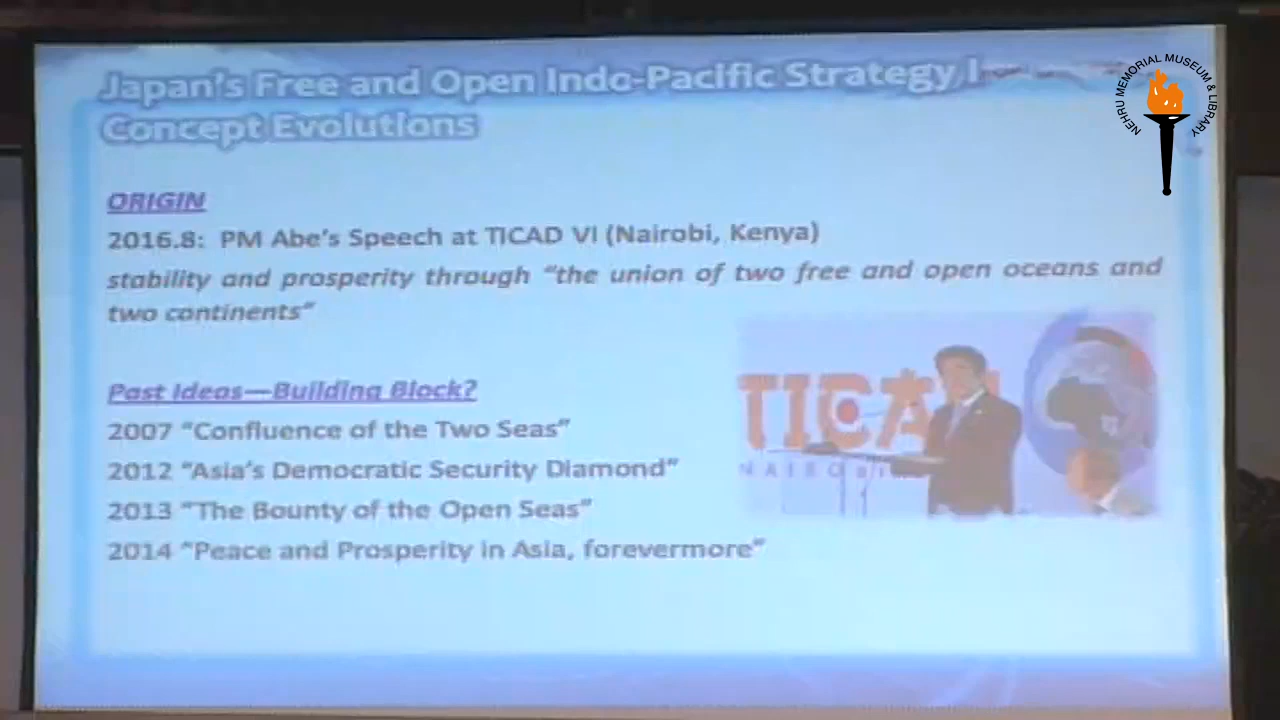 Japan's Free and Open Indo-Pacific Strategy I
Concept Evolutions
NEHRU MEMORIAL MUSEUM & LIBRARY
ORIGIN
2016.8: PM Abe's Speech at TICAD VI (Nairobi, Kenya)
stability and prosperity through "the union of two free and open oceans and
two continents"
Past Ideas—Building Block?
2007 "Confluence of the Two Seas"
2012 "Asia's Democratic Security Diamond"
2013 "The Bounty of the Open Seas"
2014 "Peace and Prosperity in Asia, forevermore"
TICA
NAIROBI